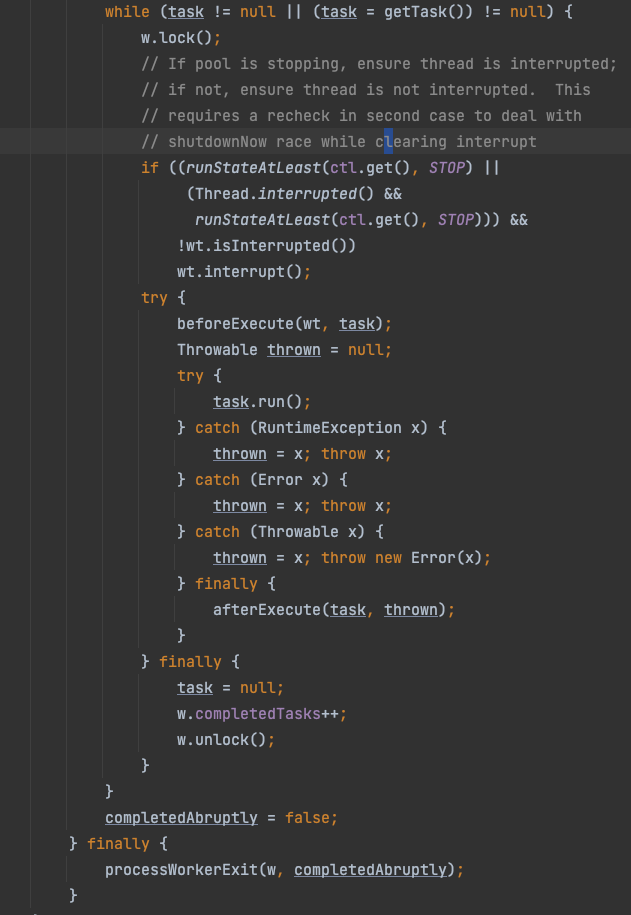 while (task != null || (task = getTask()) != null) {
w.lock();
// If pool is stopping, ensure thread is interrupted;
// if not, ensure thread is not interrupted.  This
// requires a recheck in second case to deal with
// shutdownNow race while clearing interrupt
if ((runStateAtLeast(ctl.get(), STOP) ||
(Thread.interrupted() &&
runStateAtLeast(ctl.get(), STOP))) &&
!wt.isInterrupted())
wt.interrupt();
try {
beforeExecute(wt, task);
Throwable thrown = null;
try {
task.run();
} catch (RuntimeException x) {
thrown = x; throw x;
} catch (Error x) {
thrown = x; throw x;
} catch (Throwable x) {
thrown = x; throw new Error(x);
} finally {
afterExecute(task, thrown);
}
} finally {
task = null;
w.completedTasks++;
w.unlock();
}
}
completedAbruptly = false;
} finally {
processWorkerExit(w, completedAbruptly);
}